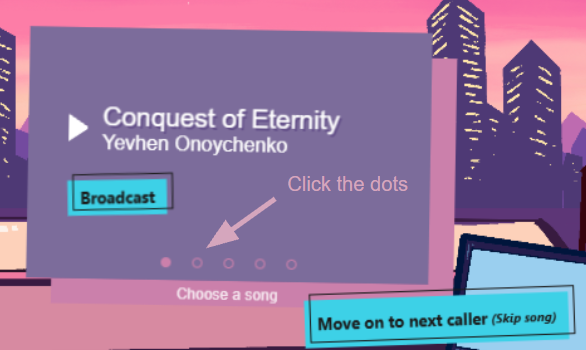 Conquest of Eternity
Yevhen Onoychenko
Click the dots
Broadcast
Choose a song
Move on to next caller (Skip song)